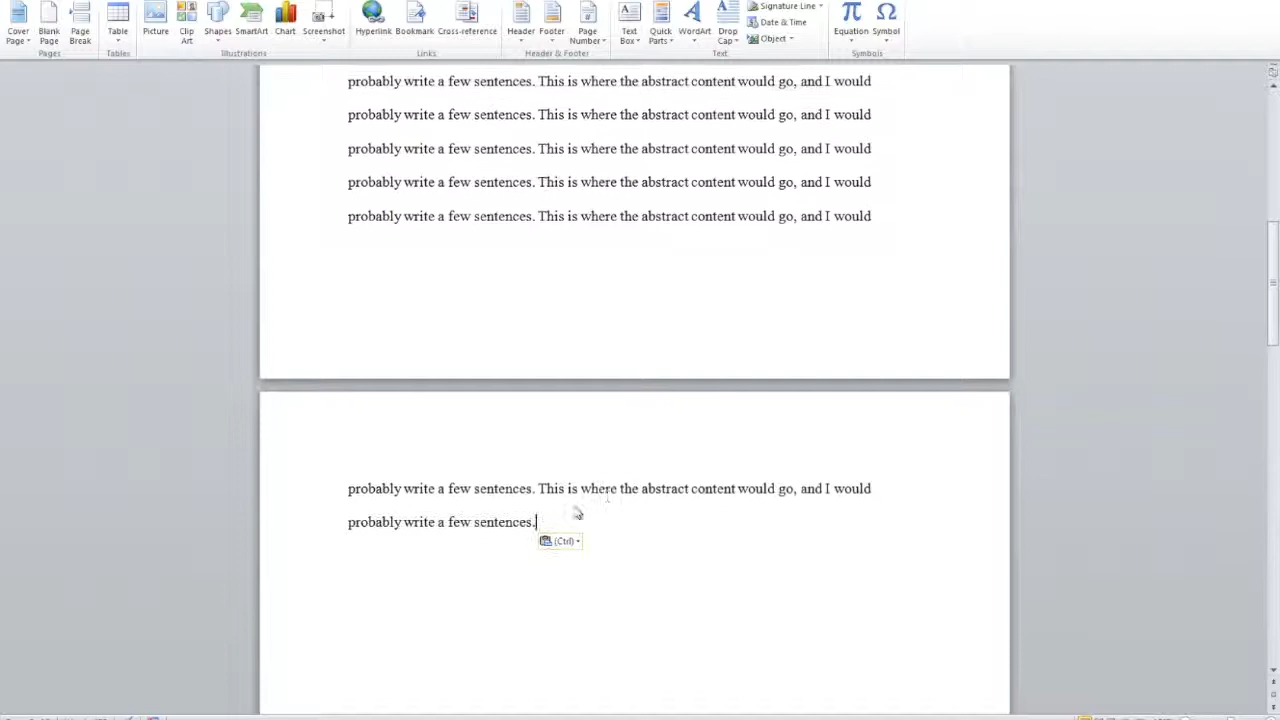 Cover Page
Blank Page
Page Break
Table
Picture
Clip Art
Shapes
SmartArt
Chart
Screenshot
Hyperlink
Bookmark
Cross-reference
Header
Footer
Page Number
Text Box
Quick Parts
WordArt
Drop Cap
Signature Line
Date & Time
Object
Equation
Symbol
Pages
Tables
Illustrations
Links
Header & Footer
Text
Symbols
probably write a few sentences. This is where the abstract content would go, and I would
probably write a few sentences. This is where the abstract content would go, and I would
probably write a few sentences. This is where the abstract content would go, and I would
probably write a few sentences. This is where the abstract content would go, and I would
probably write a few sentences. This is where the abstract content would go, and I would
probably write a few sentences. This is where the abstract content would go, and I would
probably write a few sentences.
(Ctrl)